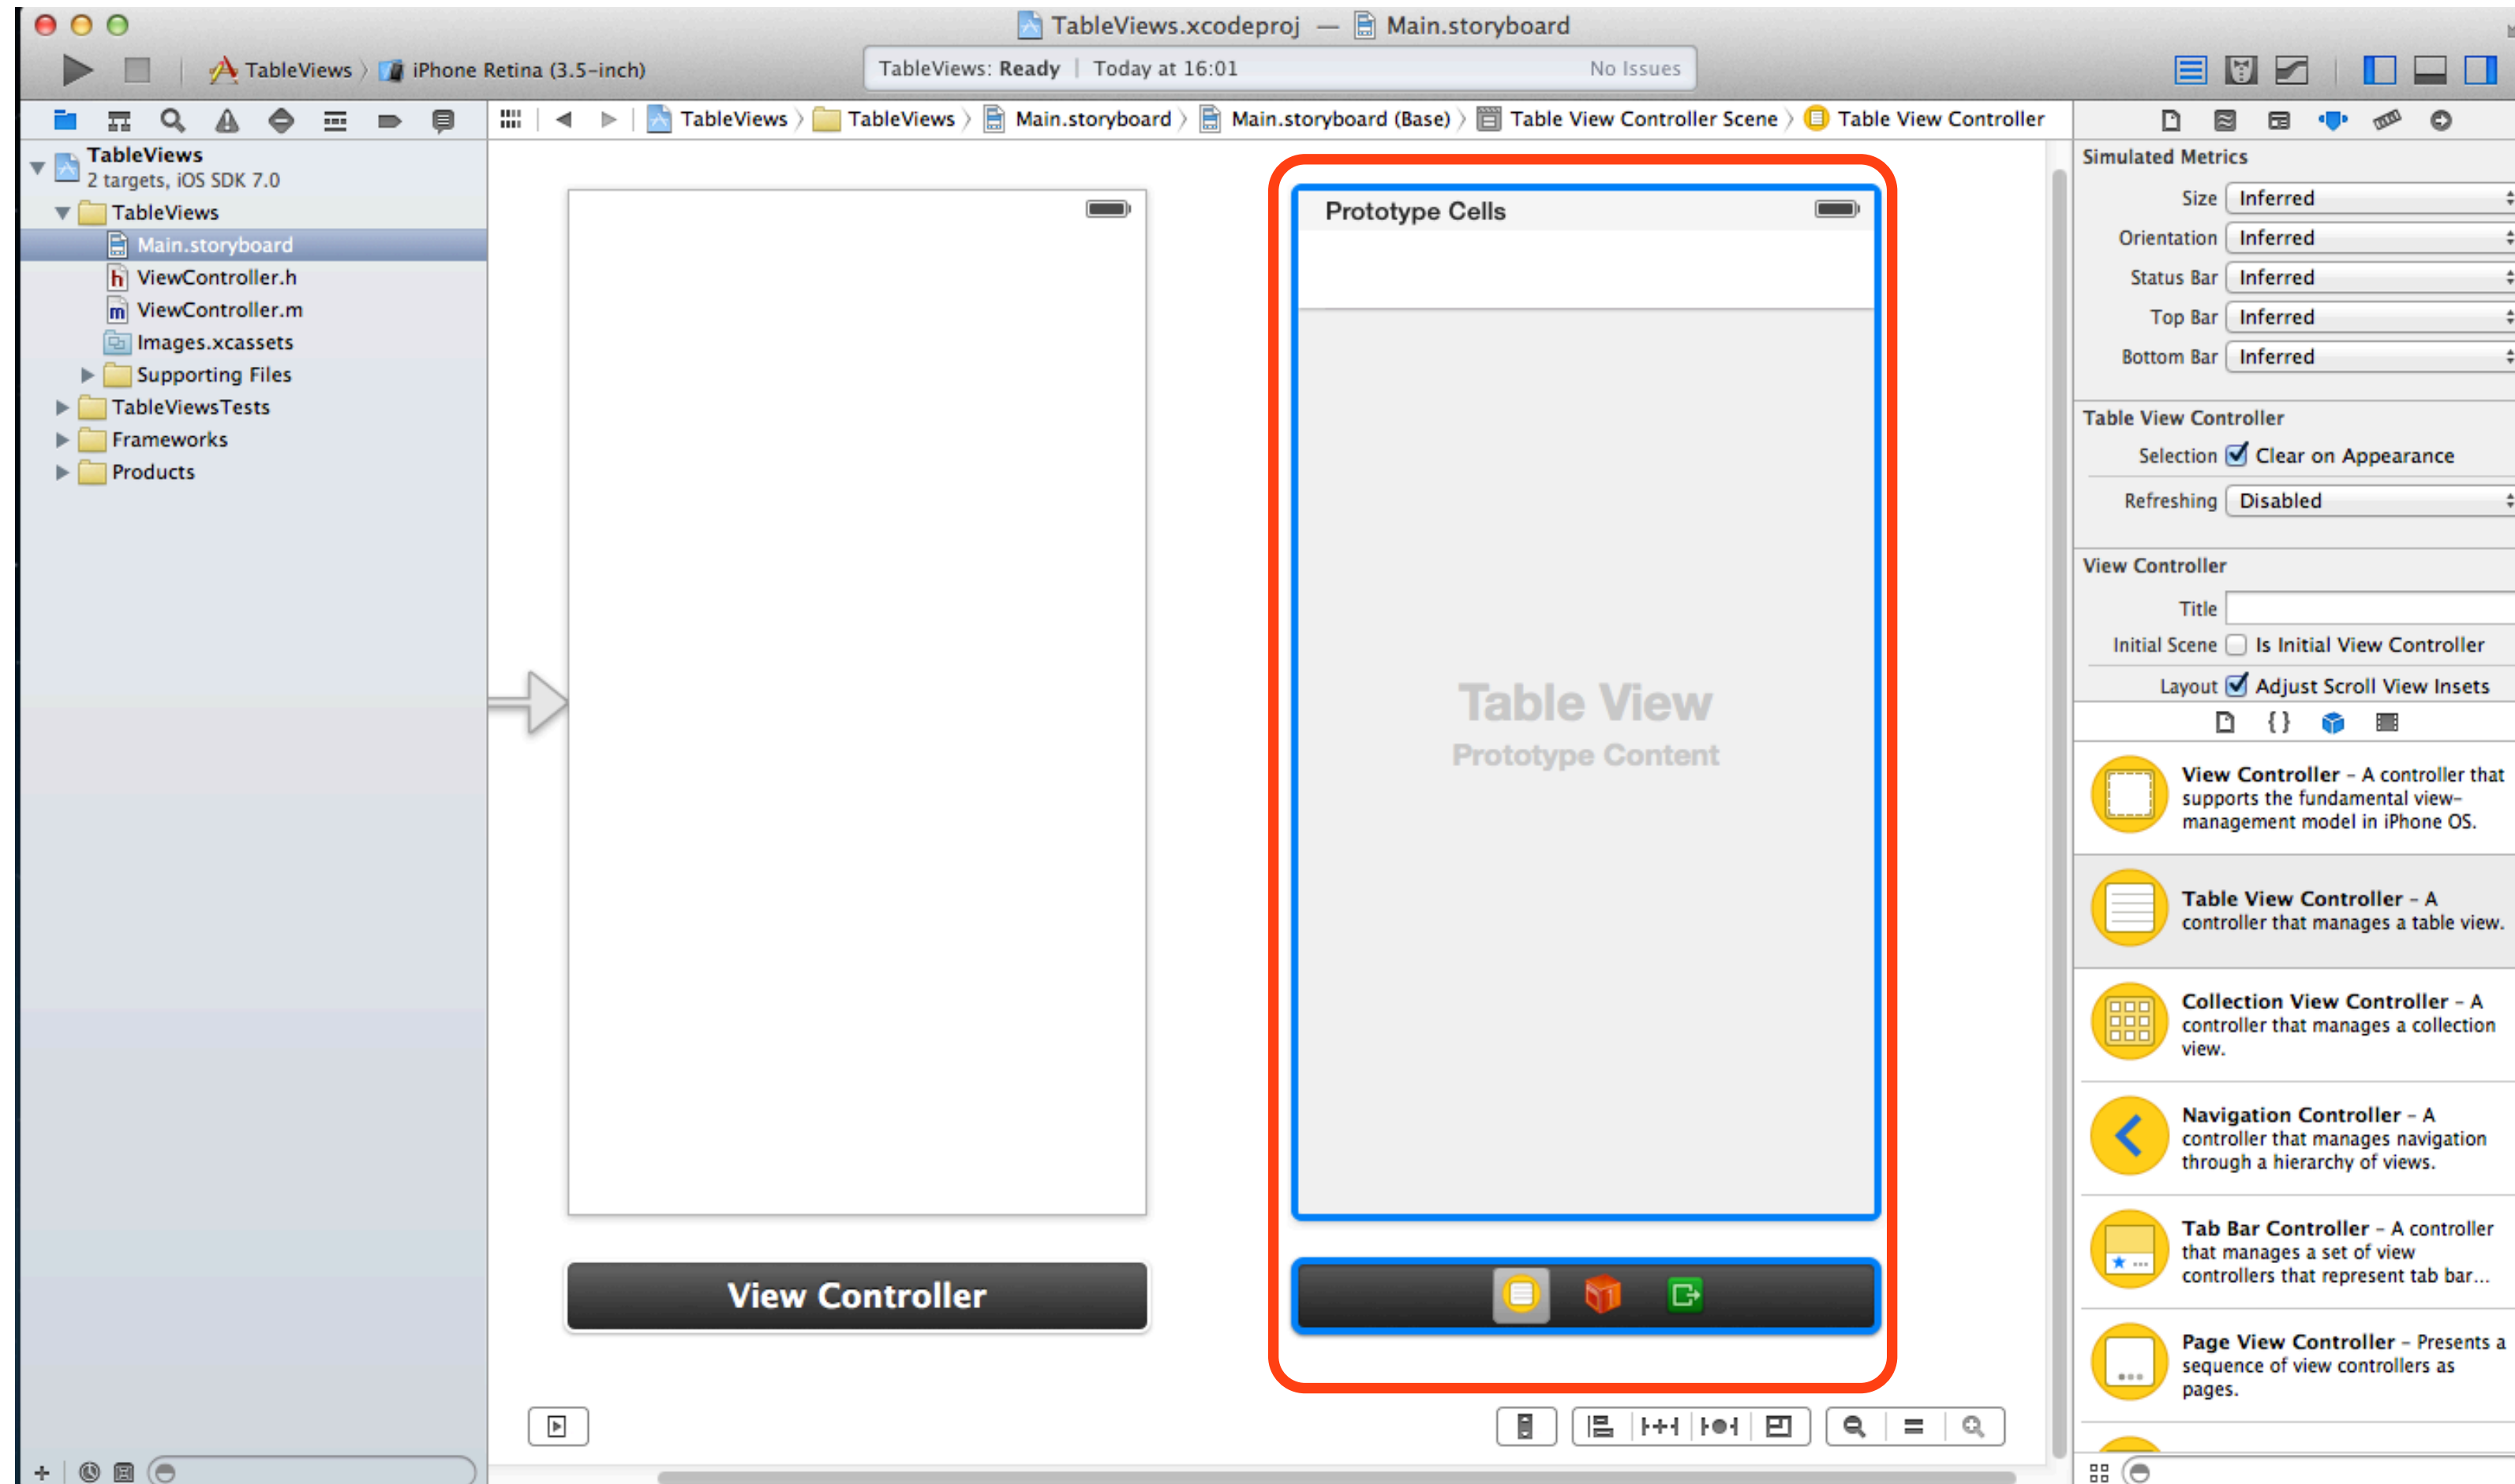 TableViews.xcodeproj — Main.storyboard
TableViews iPhone Retina (3.5-inch)
TableViews: Ready | Today at 16:01 No Issues
TableViews TableViews Main.storyboard Main.storyboard (Base) Table View Controller Scene Table View Controller
TableViews
2 targets, iOS SDK 7.0
TableViews
Main.storyboard
h ViewController.h
m ViewController.m
Images.xcassets
Supporting Files
TableViewsTests
Frameworks
Products
Prototype Cells
Table View
Prototype Content
View Controller
Simulated Metrics
Size Inferred
Orientation Inferred
Status Bar Inferred
Top Bar Inferred
Bottom Bar Inferred
Table View Controller
Selection Clear on Appearance
Refreshing Disabled
View Controller
Title
Initial Scene Is Initial View Controller
Layout Adjust Scroll View Insets
{}
View Controller – A controller that
supports the fundamental view-
management model in iPhone OS.
Table View Controller – A
controller that manages a table view.
Collection View Controller – A
controller that manages a collection
view.
Navigation Controller – A
controller that manages navigation
through a hierarchy of views.
Tab Bar Controller – A controller
that manages a set of view
controllers that represent tab bar...
Page View Controller – Presents a
sequence of view controllers as
pages.